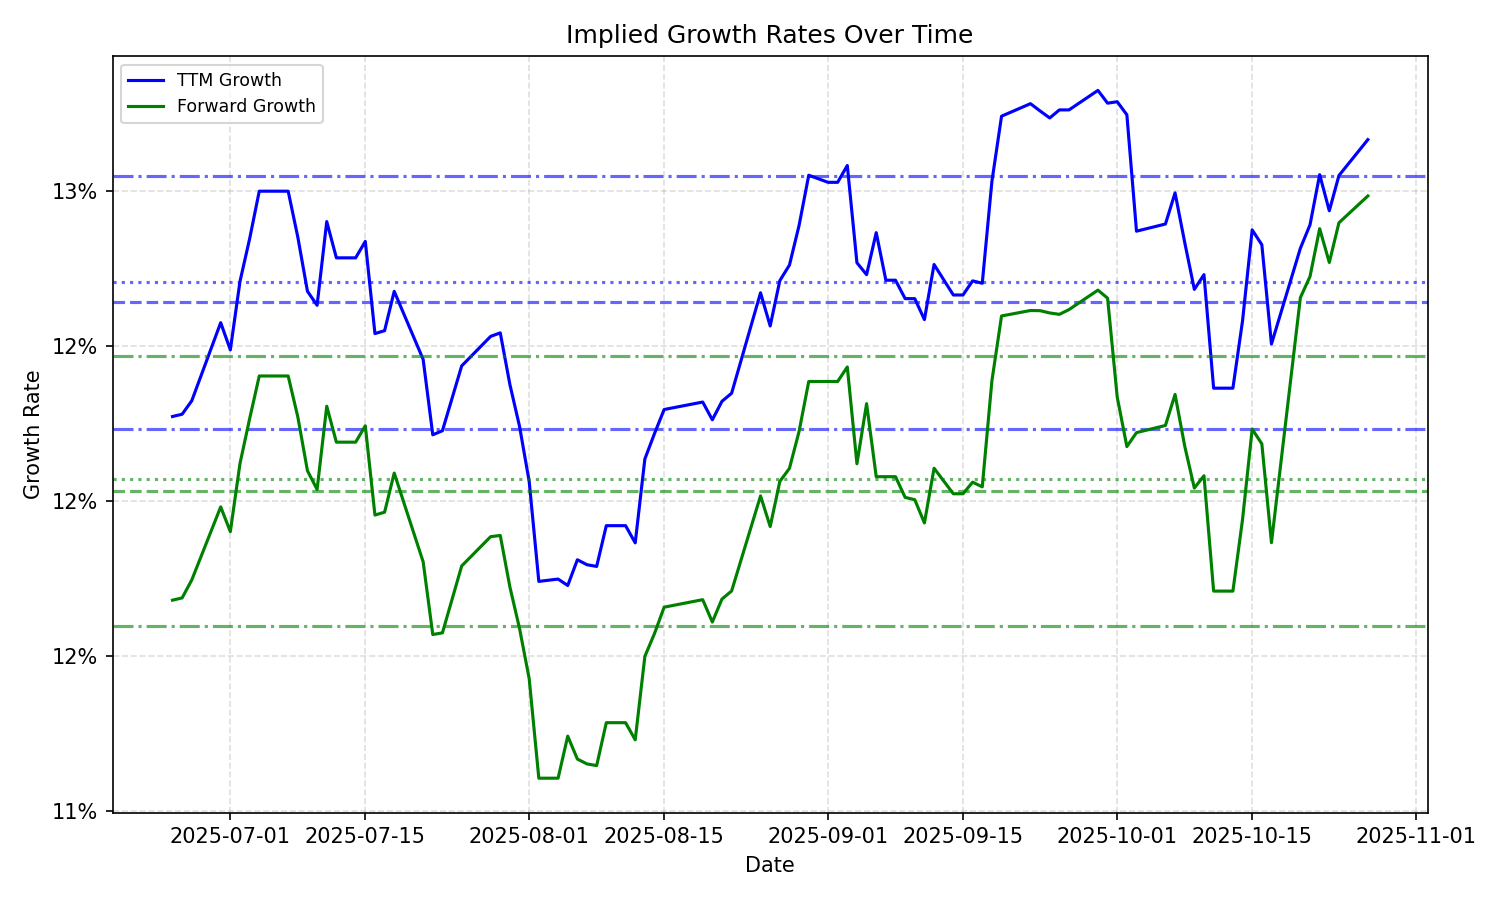 Implied Growth Rates Over Time
TTM Growth
Forward Growth
13%
12%
12%
12%
11%
Growth Rate
2025-07-01 2025-07-15 2025-08-01 2025-08-15 2025-09-01 2025-09-15 2025-10-01 2025-10-15 2025-11-01
Date